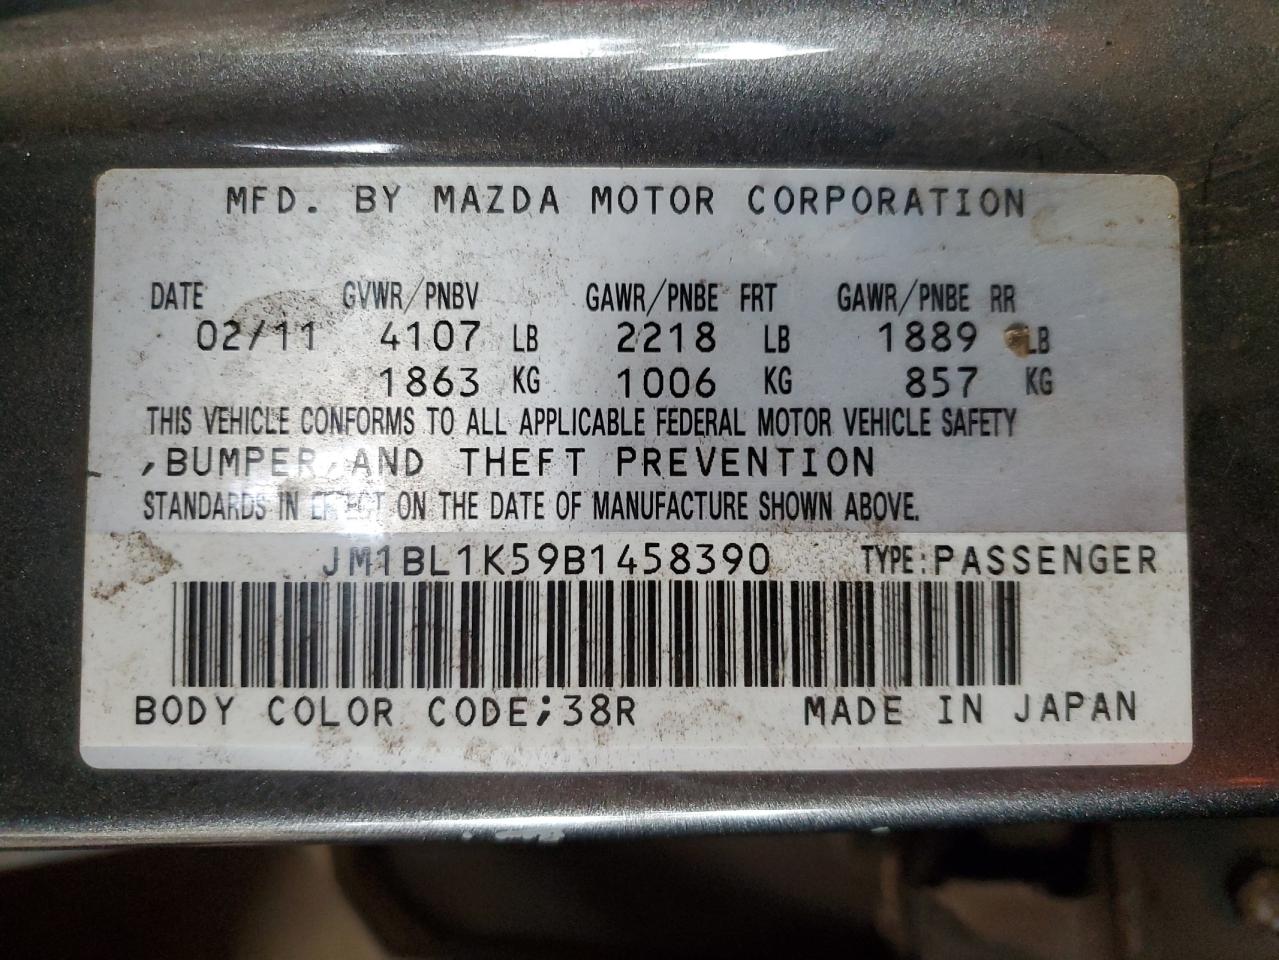 MFD. BY MAZDA MOTOR CORPORATION
DATE GVWR/PNBV GAWR/PNBE FRT GAWR/PNBE RR
02/11 4107 LB 2218 LB 1889 LB
1863 KG 1006 KG 857 KG
THIS VEHICLE CONFORMS TO ALL APPLICABLE FEDERAL MOTOR VEHICLE SAFETY
,BUMPER,AND THEFT PREVENTION
STANDARDS IN EFFECT ON THE DATE OF MANUFACTURE SHOWN ABOVE.
JM1BL1K59B1458390 TYPE:PASSENGER
BODY COLOR CODE;38R MADE IN JAPAN